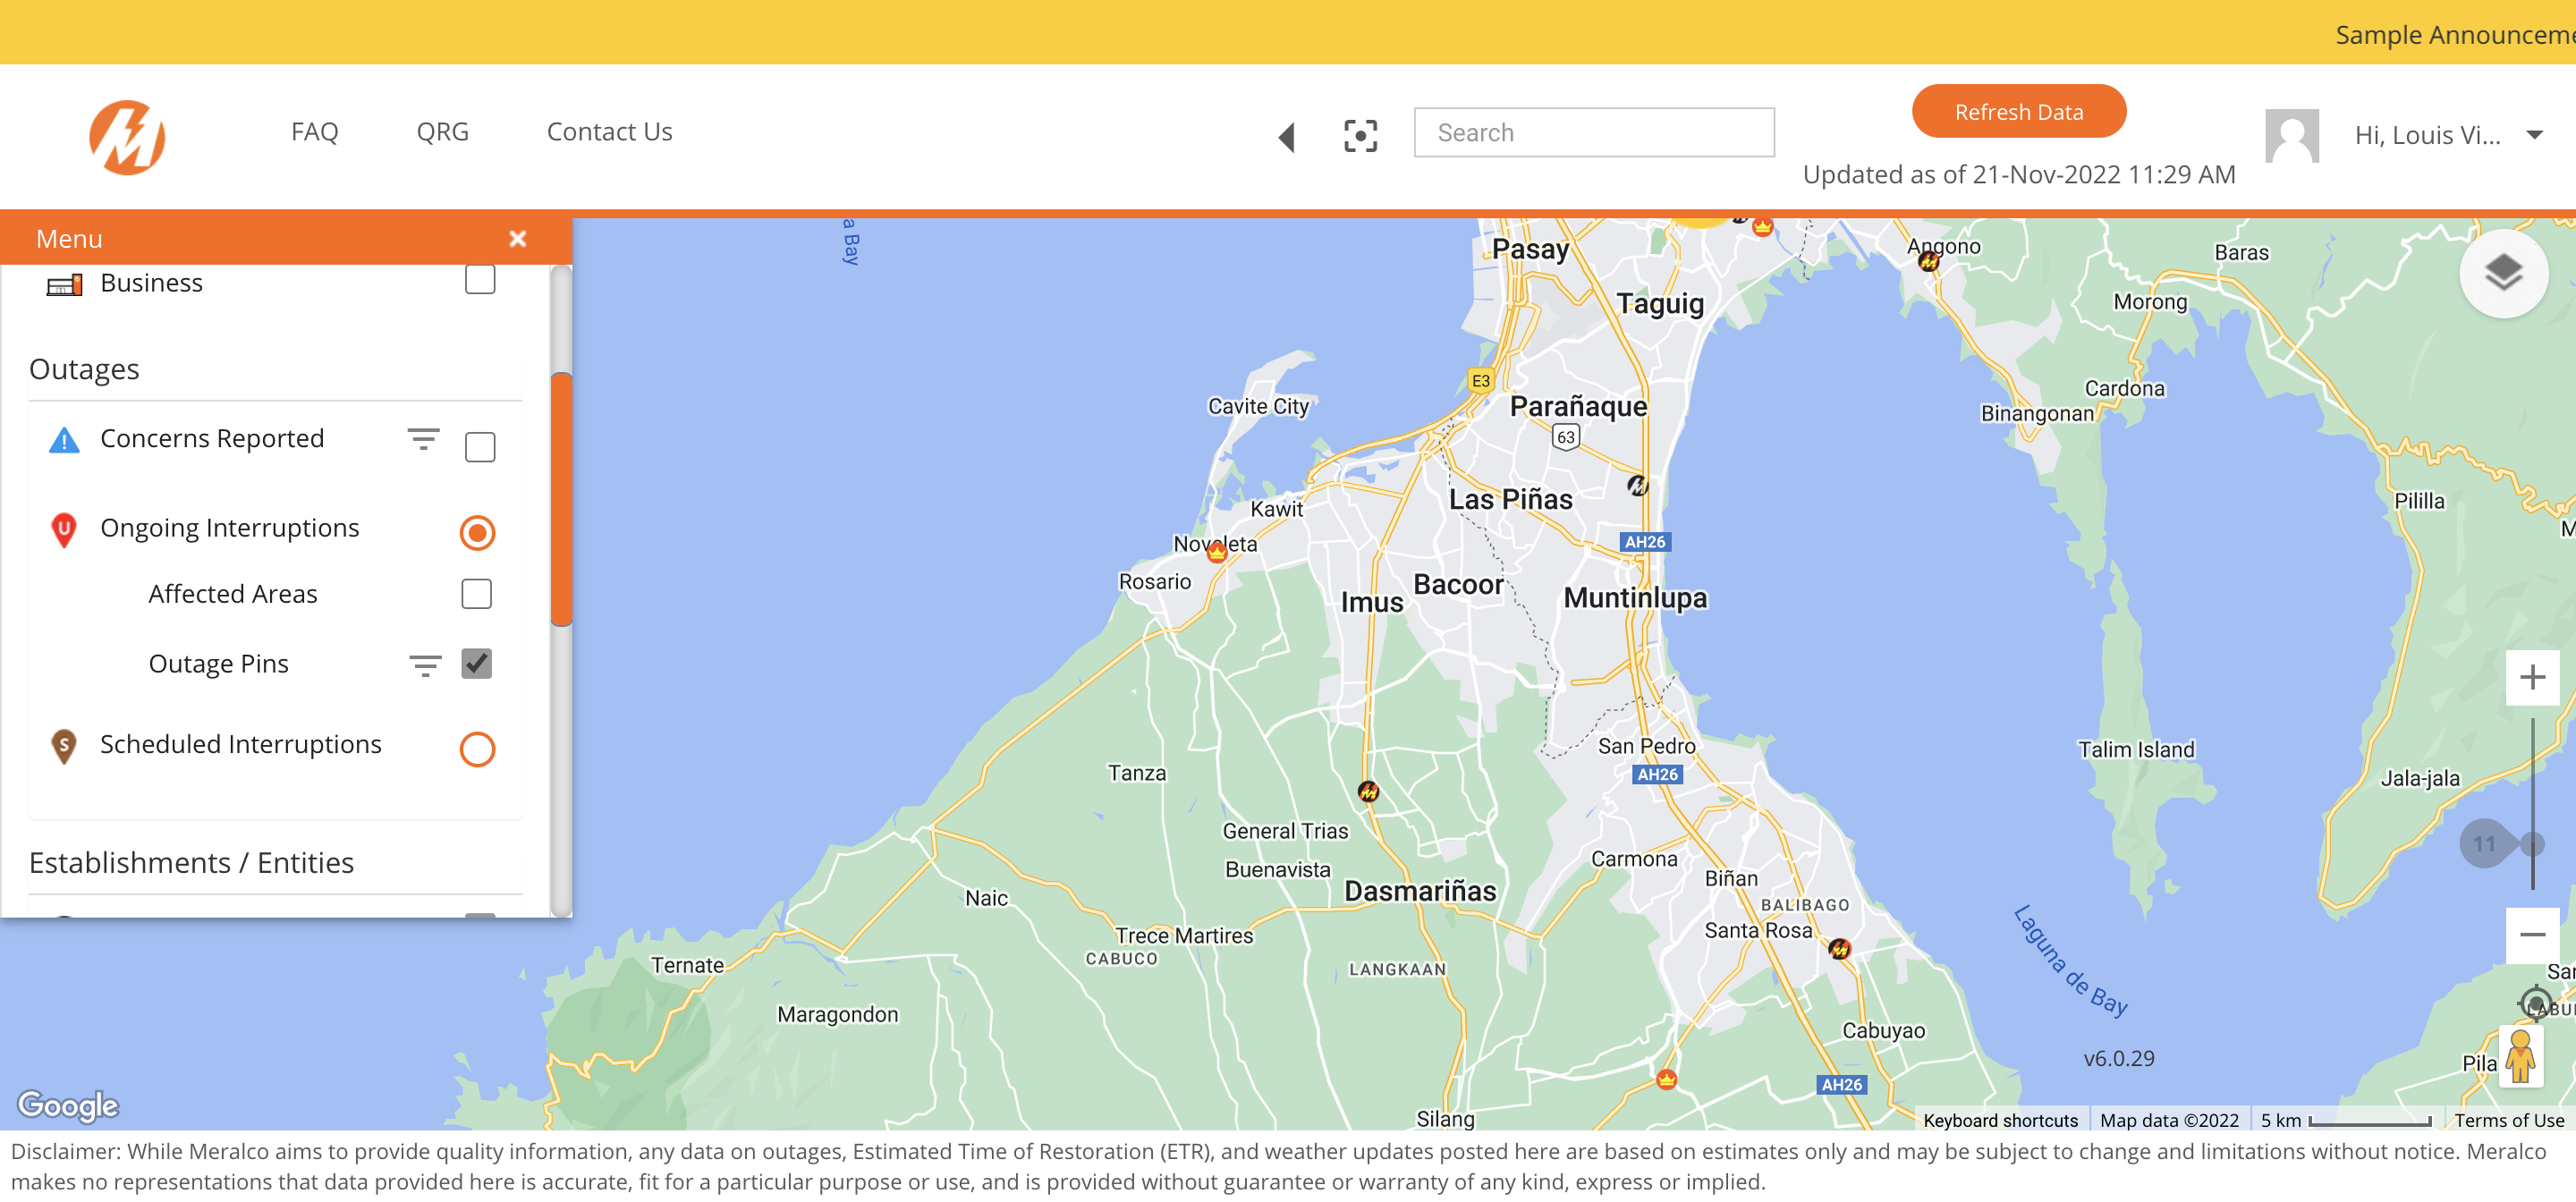 Sample Announceme
FAQ
QRG
Contact Us
Search
Refresh Data
Updated as of 21-Nov-2022 11:29 AM
Hi, Louis Vi...
Menu
Business
Outages
Concerns Reported
Ongoing Interruptions
Affected Areas
Outage Pins
Scheduled Interruptions
Establishments / Entities
a Bay
Pasay
Taguig
Angono
Baras
Morong
E3
Cavite City
Parañaque
63
Cardona
Binangonan
Las Piñas
Pililla
Kawit
Noveleta
AH26
Rosario
Imus
Bacoor
Muntinlupa
San Pedro
AH26
Talim Island
Tanza
Jala-jala
General Trias
11
Carmona
Buenavista
Biñan
Dasmariñas
Naic
BALIBAGO
Santa Rosa
Trece Martires
CABUCO
LANGKAAN
Ternate
Laguna de Bay
Maragondon
Cabuyao
v6.0.29
Pila
AH26
Silang
Google
Keyboard shortcuts
Map data ©2022
5 km
Terms of Use
Disclaimer: While Meralco aims to provide quality information, any data on outages, Estimated Time of Restoration (ETR), and weather updates posted here are based on estimates only and may be subject to change and limitations without notice. Meralco
makes no representations that data provided here is accurate, fit for a particular purpose or use, and is provided without guarantee or warranty of any kind, express or implied.